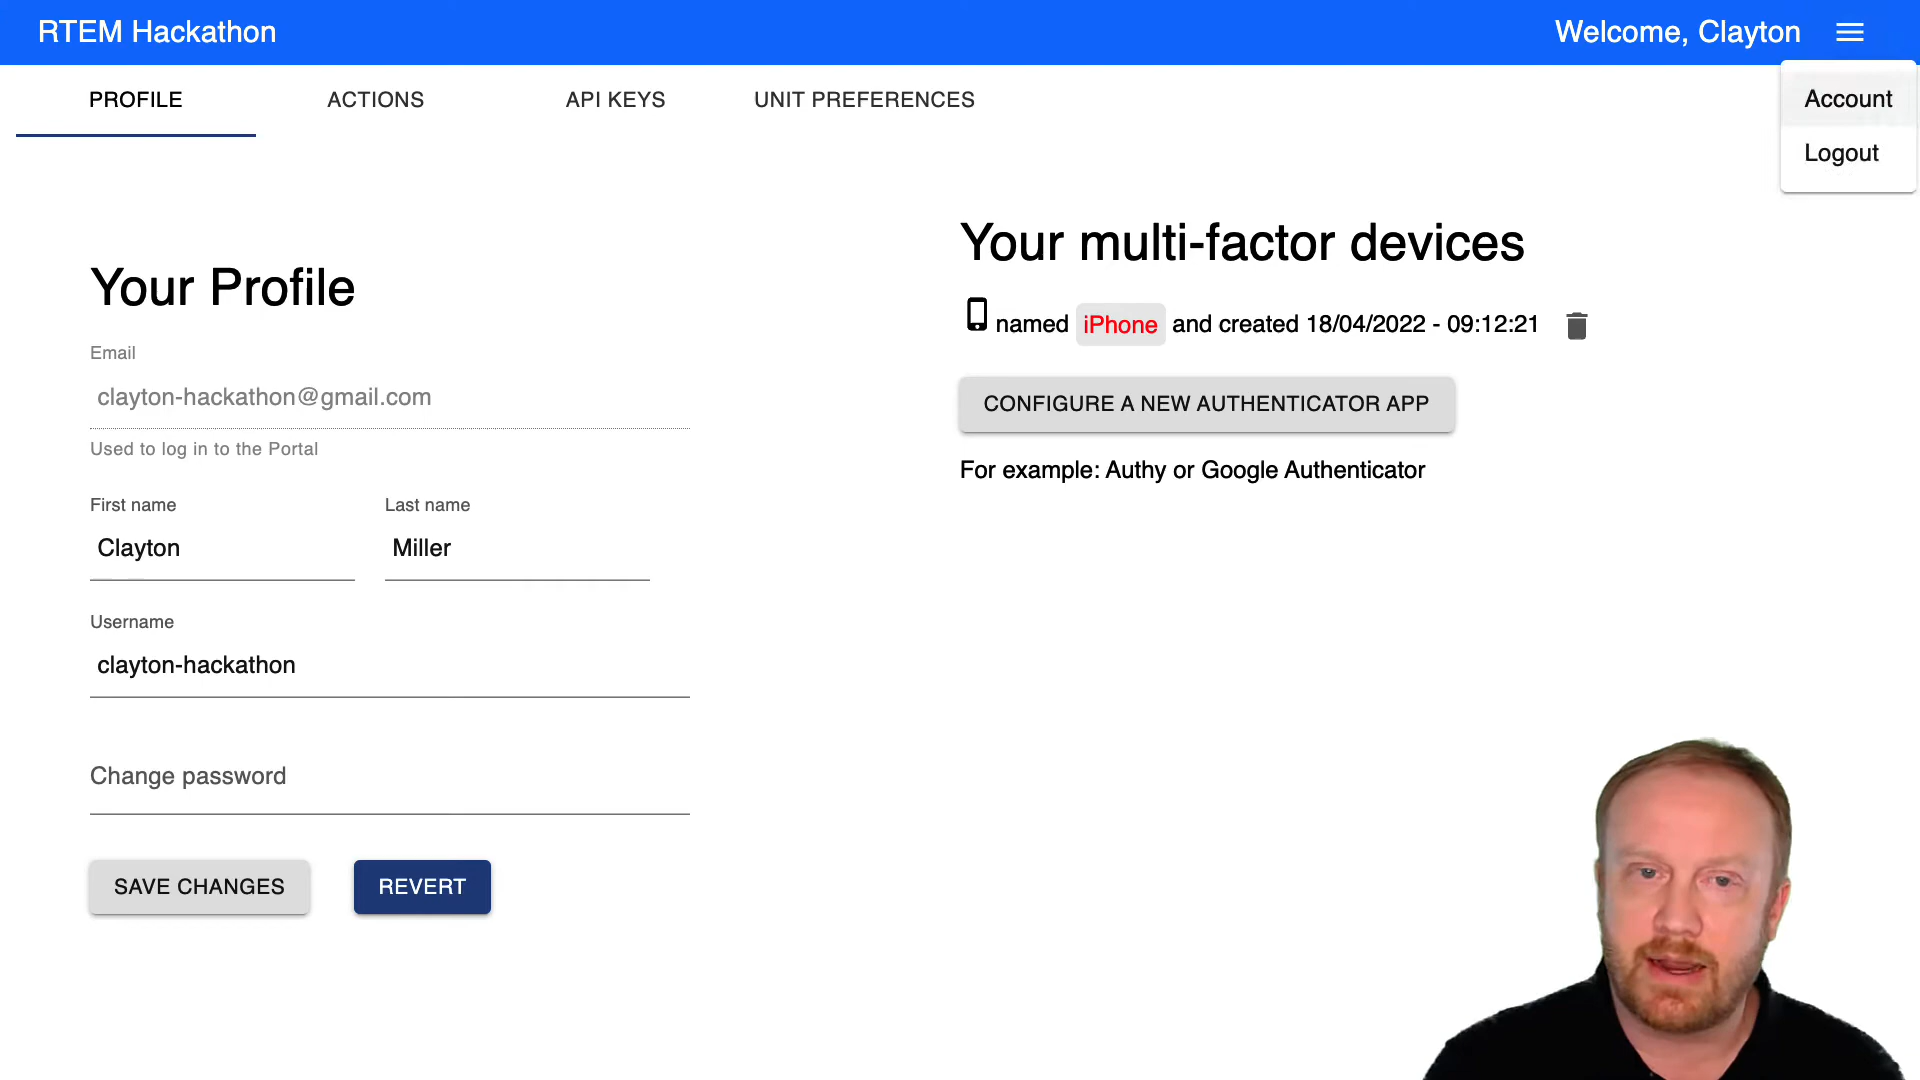 RTEM Hackathon
Welcome, Clayton
PROFILE
ACTIONS
API KEYS
UNIT PREFERENCES
Account
Logout
Your Profile
Email
clayton-hackathon@gmail.com
Used to log in to the Portal
First name
Last name
Clayton
Miller
Username
clayton-hackathon
Change password
SAVE CHANGES
REVERT
Your multi-factor devices
named iPhone and created 18/04/2022 - 09:12:21
CONFIGURE A NEW AUTHENTICATOR APP
For example: Authy or Google Authenticator